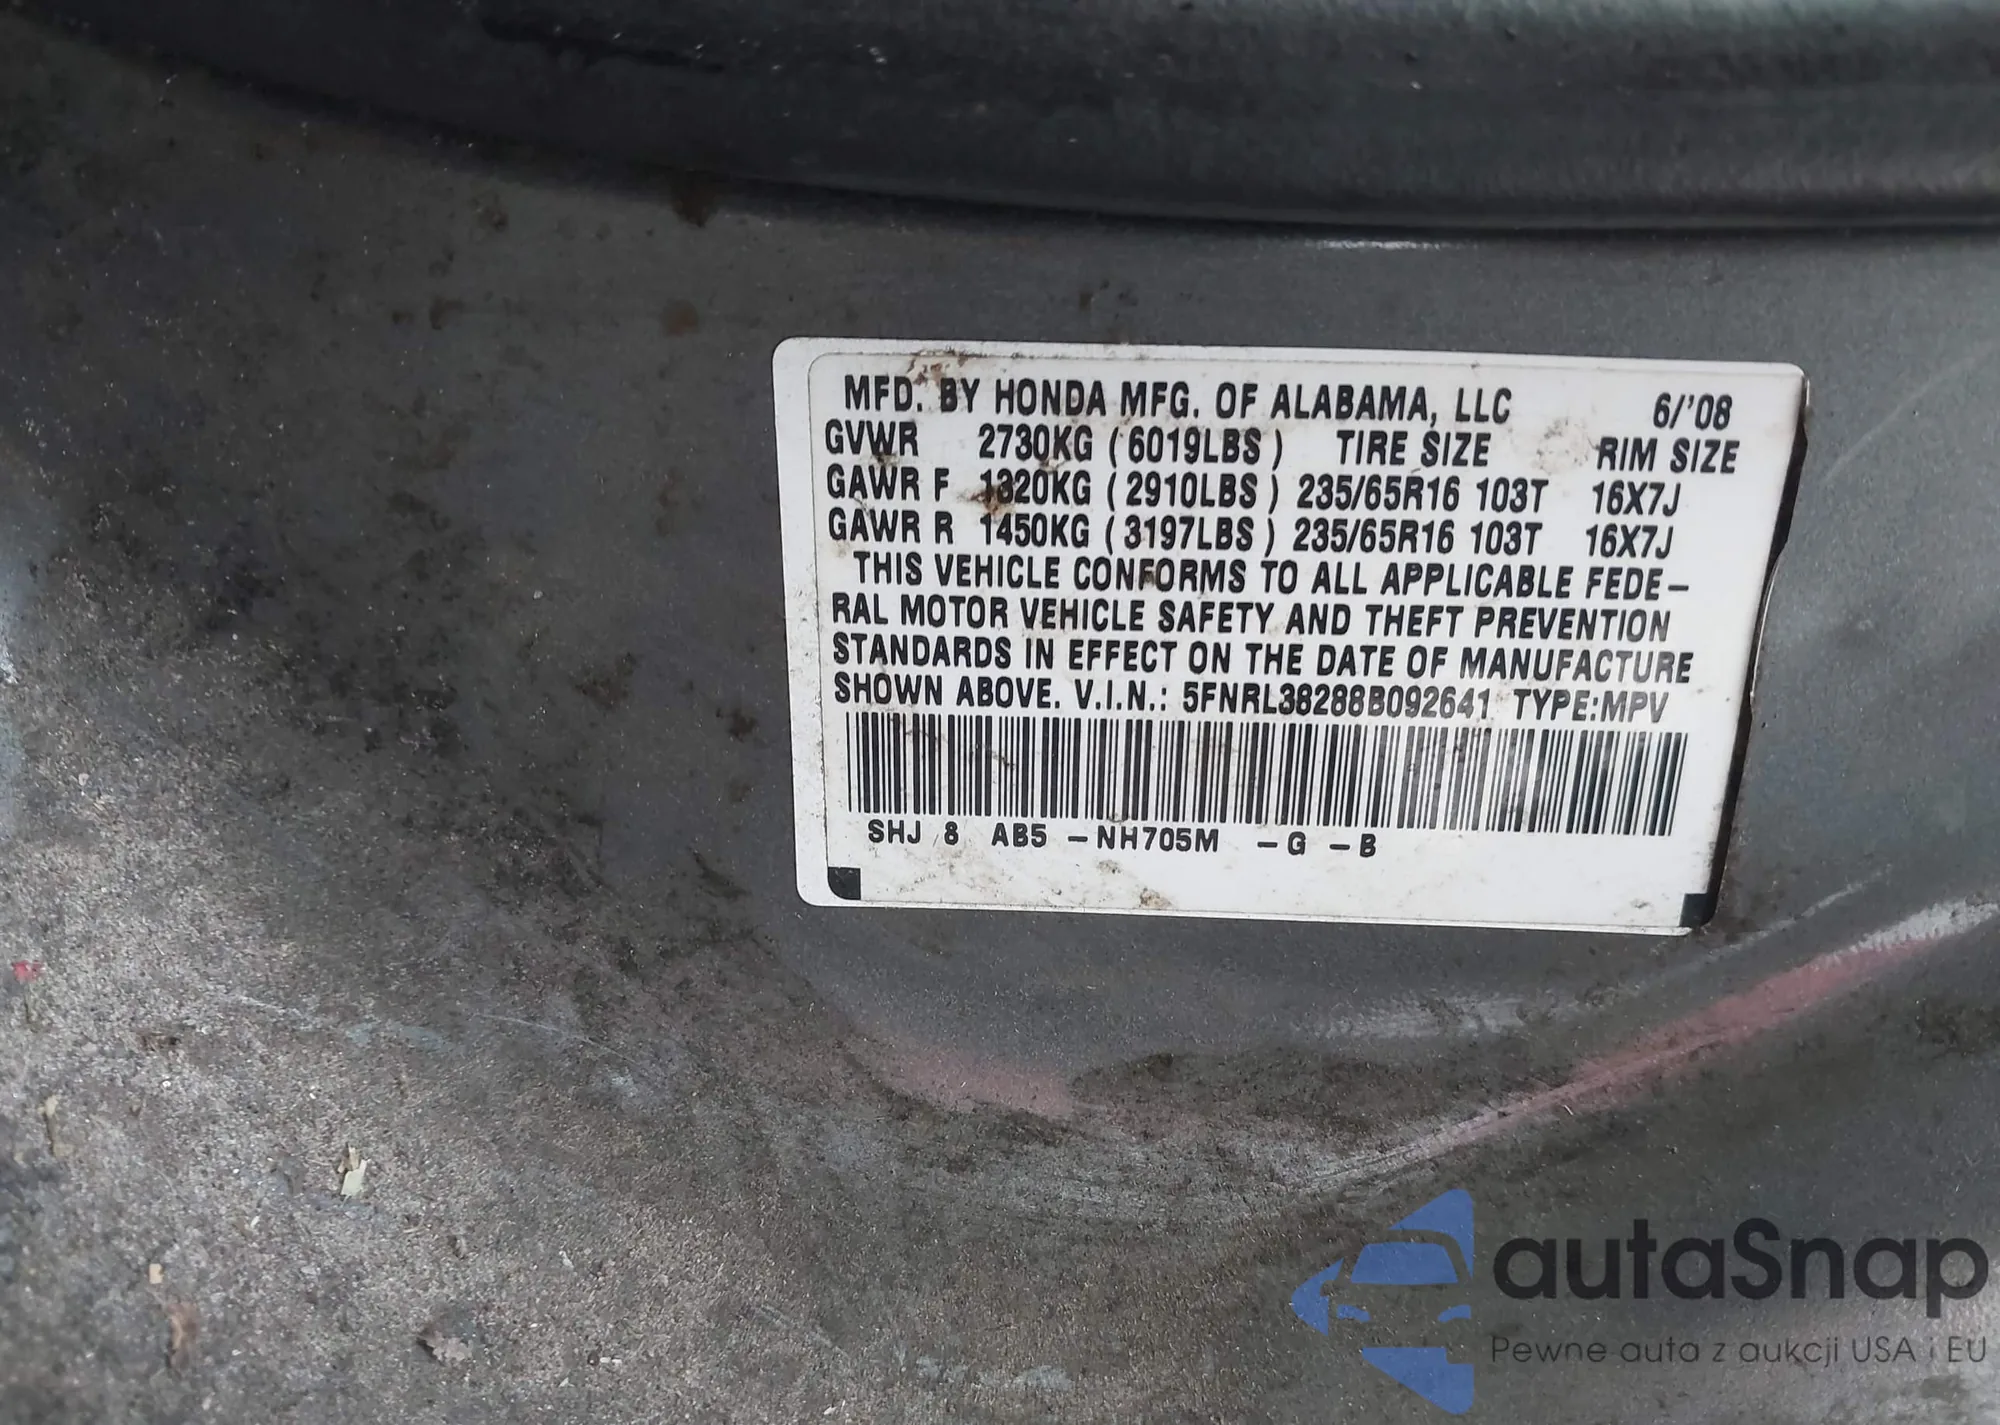 MFD. BY HONDA MFG. OF ALABAMA, LLC 6/'08
GVWR 2730KG (6019LBS) TIRE SIZE RIM SIZE
GAWR F 1320KG (2910LBS) 235/65R16 103T 16X7J
GAWR R 1450KG (3197LBS) 235/65R16 103T 16X7J
THIS VEHICLE CONFORMS TO ALL APPLICABLE FEDE-
RAL MOTOR VEHICLE SAFETY AND THEFT PREVENTION
STANDARDS IN EFFECT ON THE DATE OF MANUFACTURE
SHOWN ABOVE. V.I.N.: 5FNRL38288B092641 TYPE:MPV
SHJ 8 AB5 -NH705M -G -B
autaSnap
Pewne auta z aukcji USA i EU